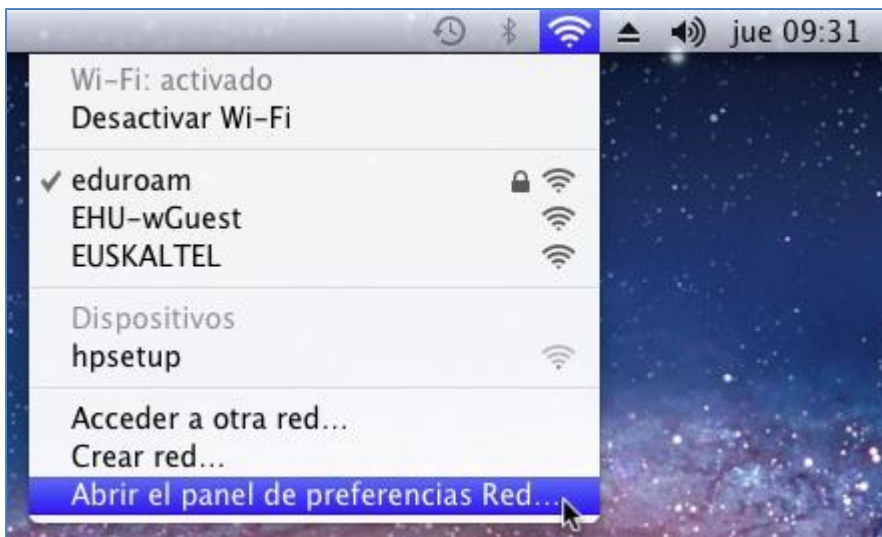 jue 09:31
Wi-Fi: activado
Desactivar Wi-Fi
eduroam
EHU-wGuest
EUSKALTEL
Dispositivos
hpsetup
Acceder a otra red...
Crear red...
Abrir el panel de preferencias Red...